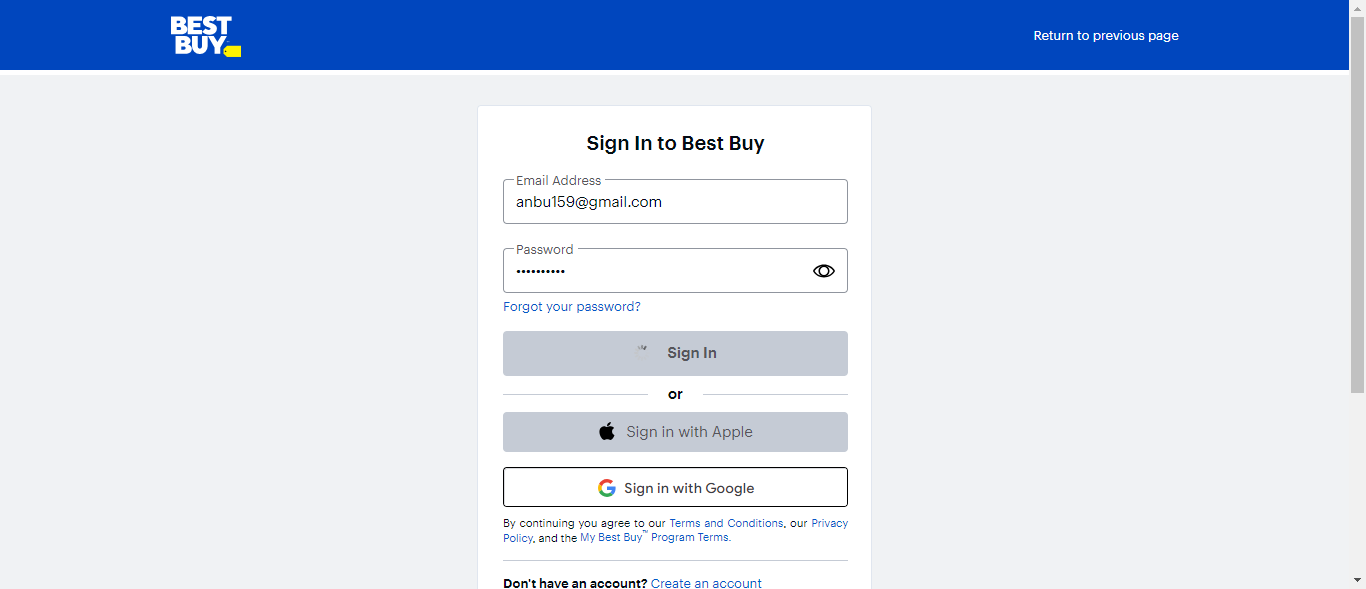 BEST
BUY
Return to previous page
Sign In to Best Buy
Email Address
anbu159@gmail.com
Password
••••••••••
Forgot your password?
Sign In
or
Sign in with Apple
Sign in with Google
By continuing you agree to our Terms and Conditions, our Privacy
Policy, and the My Best Buy™ Program Terms.
Don't have an account? Create an account